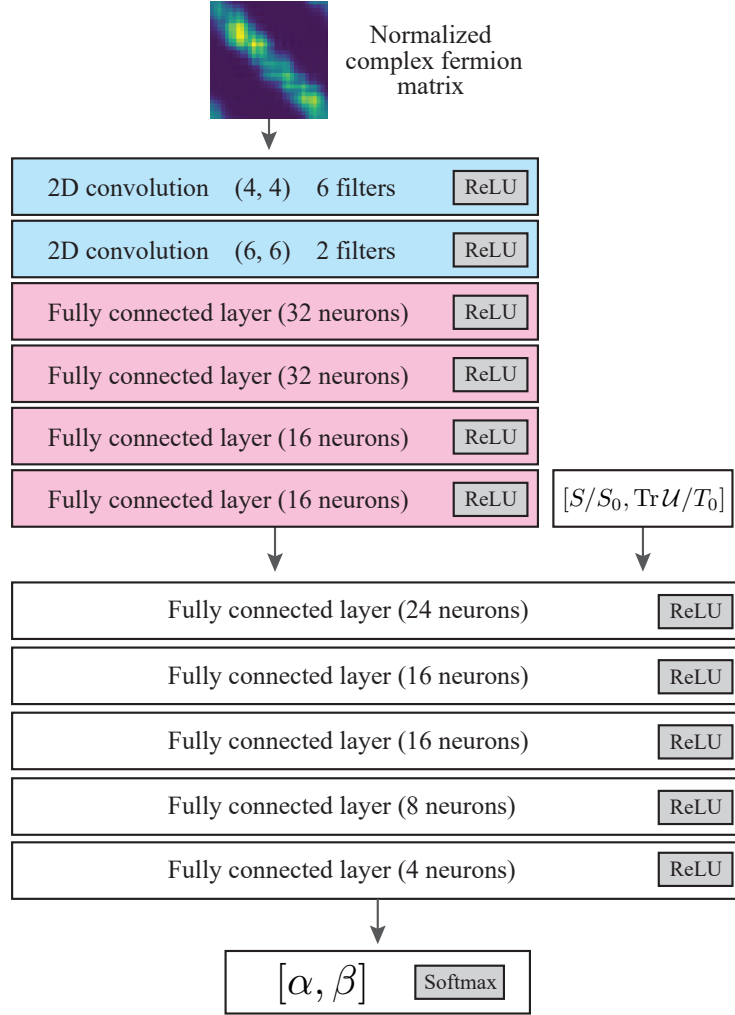 Normalized
complex fermion
matrix
2D convolution (4, 4) 6 filters ReLU
2D convolution (6, 6) 2 filters ReLU
Fully connected layer (32 neurons) ReLU
Fully connected layer (32 neurons) ReLU
Fully connected layer (16 neurons) ReLU
Fully connected layer (16 neurons) ReLU
[S/S₀, Tr 𝒰/T₀]
Fully connected layer (24 neurons) ReLU
Fully connected layer (16 neurons) ReLU
Fully connected layer (16 neurons) ReLU
Fully connected layer (8 neurons) ReLU
Fully connected layer (4 neurons) ReLU
[α, β] Softmax